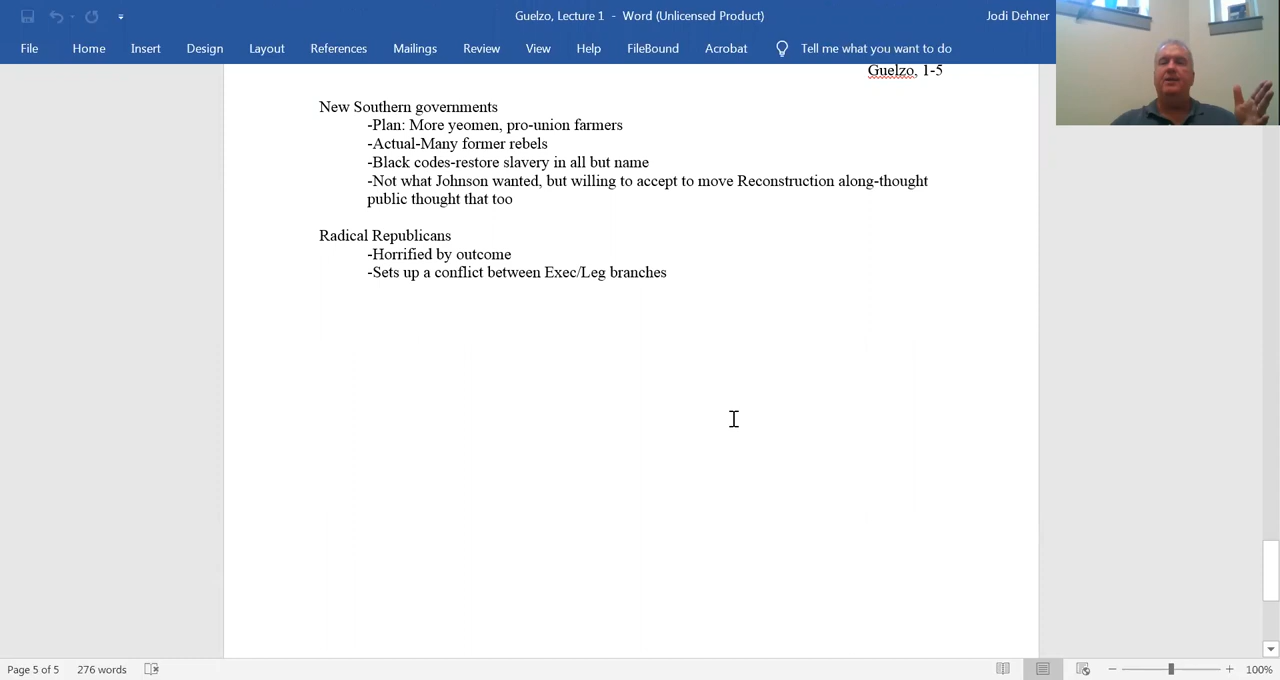 Guelzo, Lecture 1 - Word (Unlicensed Product)
Jodi Dehner
File Home Insert Design Layout References Mailings Review View Help FileBound Acrobat Tell me what you want to do
Guelzo, 1-5
New Southern governments
-Plan: More yeomen, pro-union farmers
-Actual-Many former rebels
-Black codes-restore slavery in all but name
-Not what Johnson wanted, but willing to accept to move Reconstruction along-thought
public thought that too
Radical Republicans
-Horrified by outcome
-Sets up a conflict between Exec/Leg branches
Page 5 of 5 276 words 100%